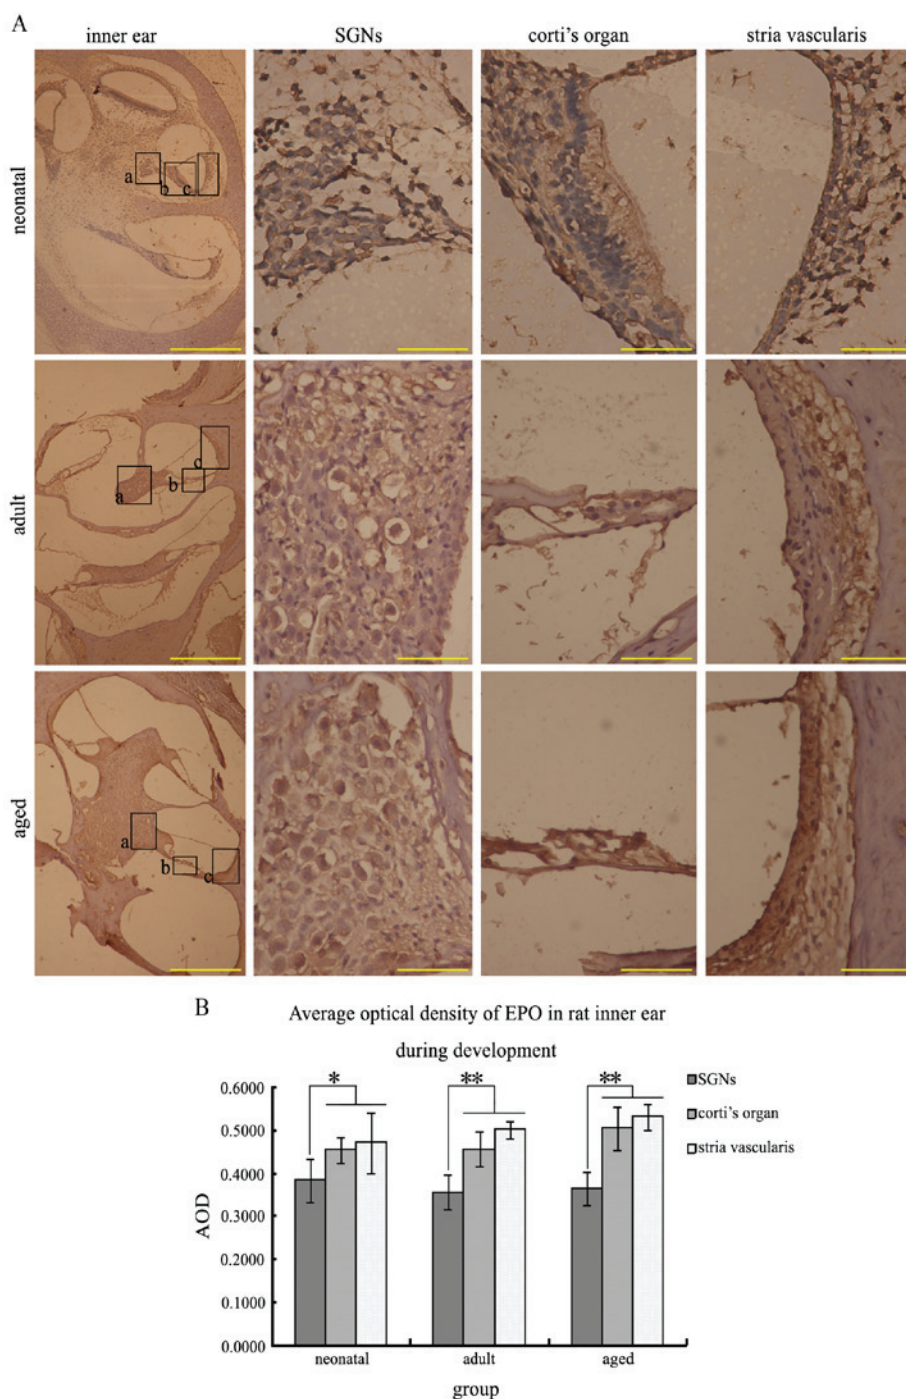 A
inner ear SGNs corti's organ stria vascularis
neonatal
a b c
adult
a b c
aged
a b c
B
Average optical density of EPO in rat inner ear
during development
0.6000
0.5000
0.4000
0.3000
0.2000
0.1000
0.0000
AOD
* ** **
SGNs
corti's organ
stria vascularis
neonatal adult aged
group